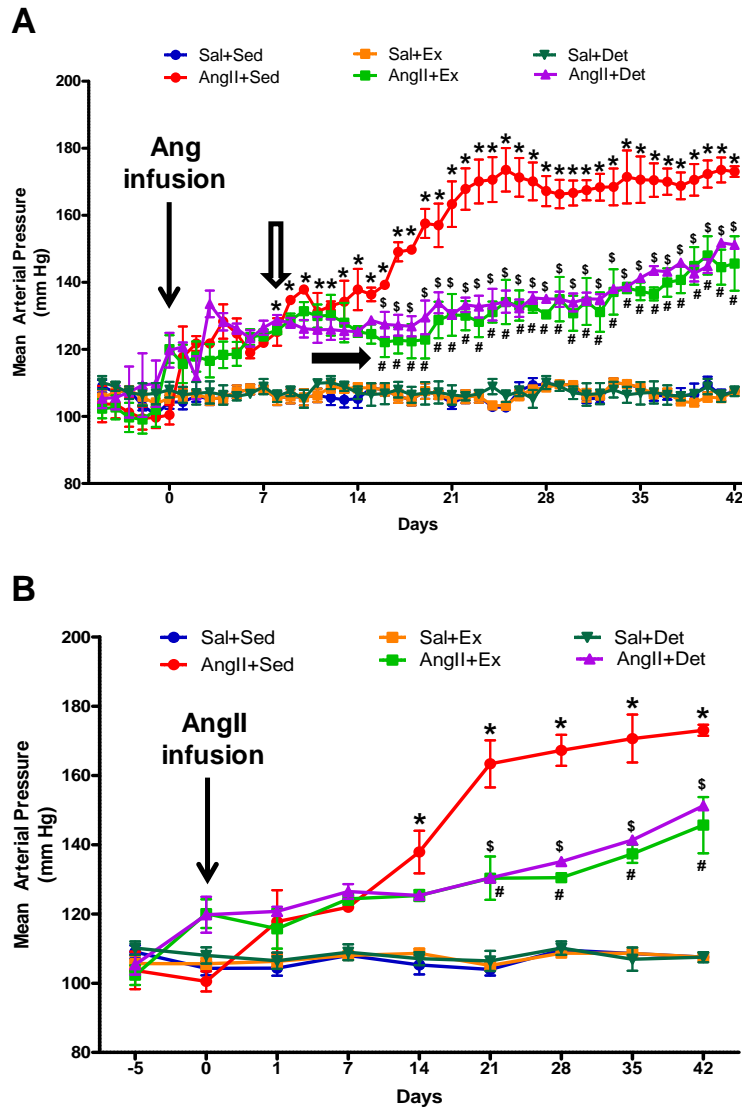 A
Sal+Sed Sal+Ex Sal+Det
AngII+Sed AngII+Ex AngII+Det
200
180
160
140
120
100
80
Mean Arterial Pressure
(mm Hg)
Ang
infusion
* * * * * * * * * * * * * * * * * * * * * * * * * * * * * * * * * * *
$ $ $ $ $ $ $ $ $ $ $ $ $ $ $ $ $ $ $ $ $ $ $ $ $ $ $
# # # # # # # # # # # # # # # # # # # # # # # # # # #
0 7 14 21 28 35 42
Days
B
Sal+Sed Sal+Ex Sal+Det
AngII+Sed AngII+Ex AngII+Det
200
180
160
140
120
100
80
Mean Arterial Pressure
(mm Hg)
AngII
infusion
* * * * *
$ $ $ $
# # # #
-5 0 1 7 14 21 28 35 42
Days